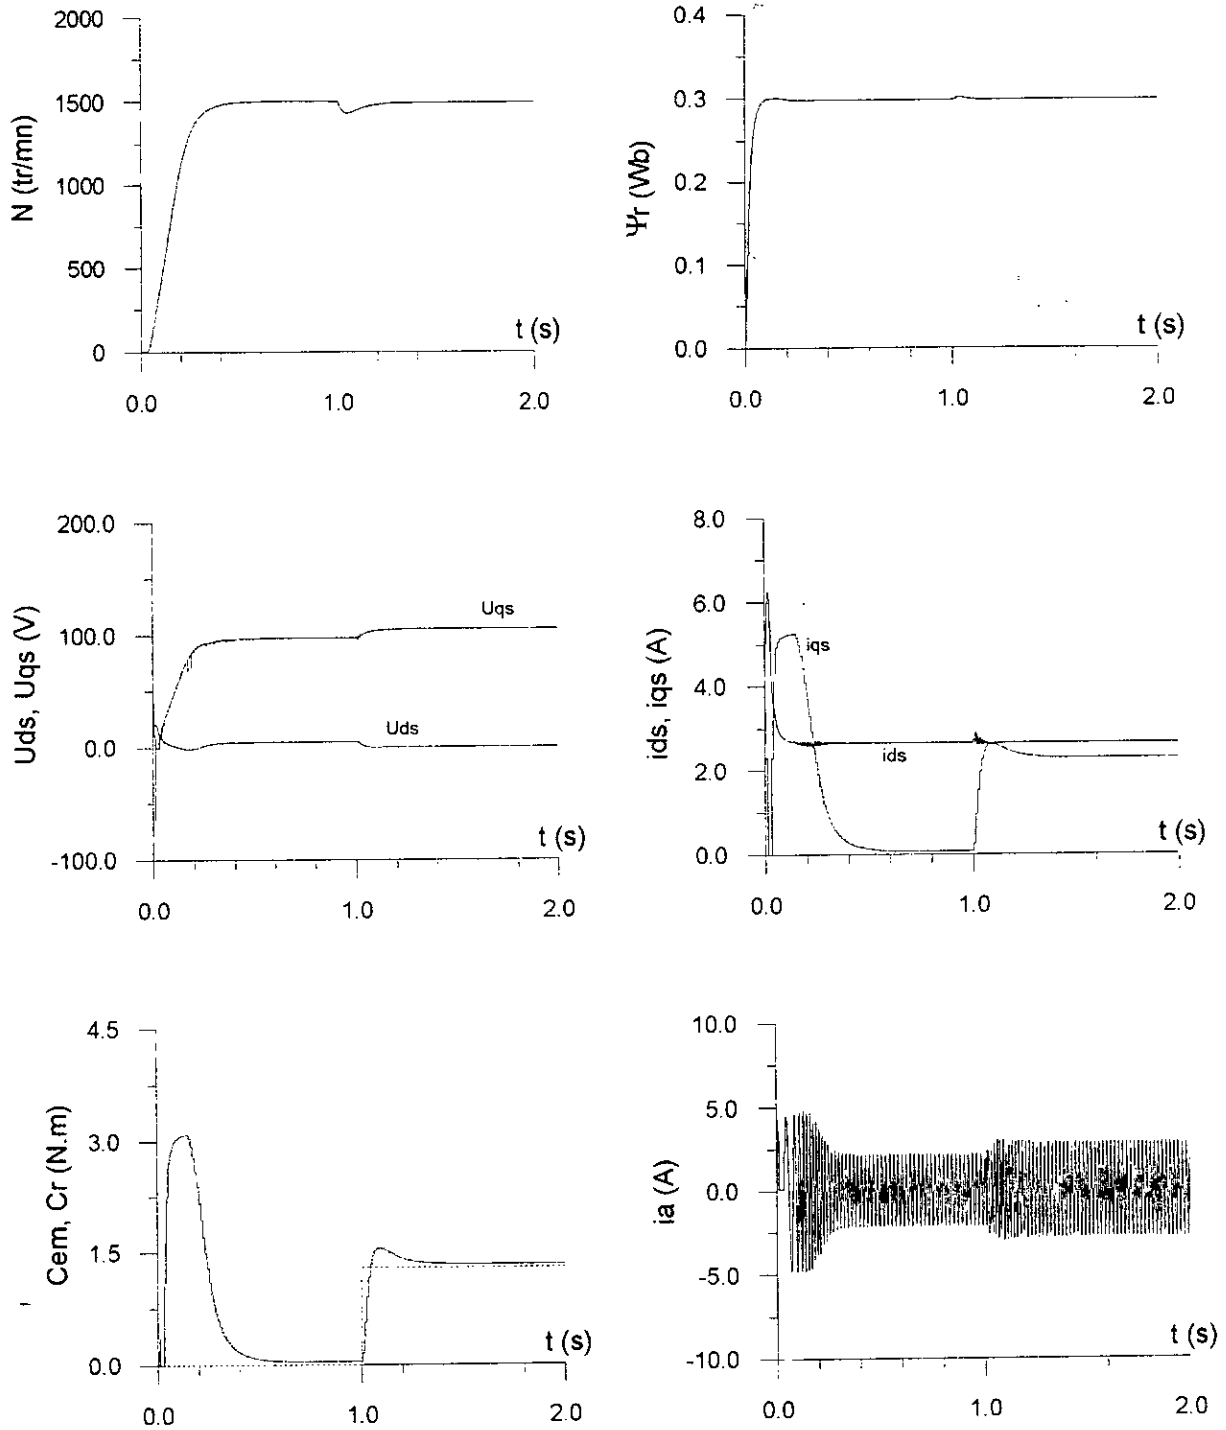 2000
1500
1000
500
0
N (tr/mn)
t (s)
0.0
1.0
2.0
0.4
0.3
0.2
0.1
0.0
Ψr (Wb)
t (s)
0.0
1.0
2.0
200.0
100.0
0.0
-100.0
Uds, Uqs (V)
Uqs
Uds
t (s)
0.0
1.0
2.0
8.0
6.0
4.0
2.0
0.0
ids, iqs (A)
iqs
ids
t (s)
0.0
1.0
2.0
4.5
3.0
1.5
0.0
Cem, Cr (N.m)
t (s)
0.0
1.0
2.0
10.0
5.0
0.0
-5.0
-10.0
ia (A)
t (s)
0.0
1.0
2.0